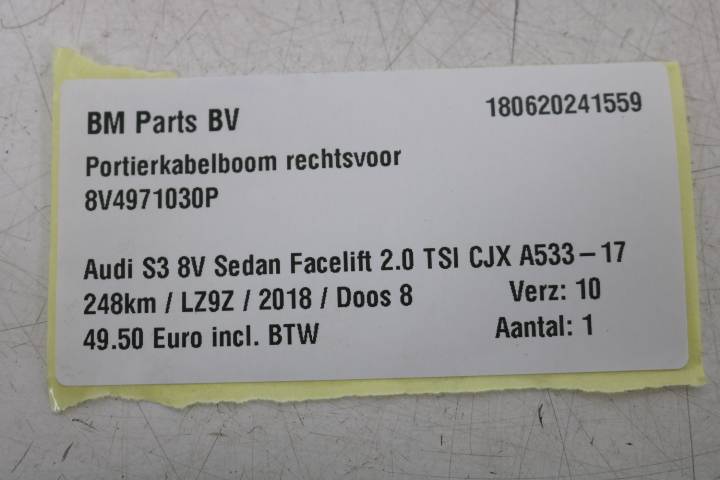 BM Parts BV 180620241559
Portierkabelboom rechtsvoor
8V4971030P
Audi S3 8V Sedan Facelift 2.0 TSI CJX A533-17
248km / LZ9Z / 2018 / Doos 8 Verz: 10
49.50 Euro incl. BTW Aantal: 1